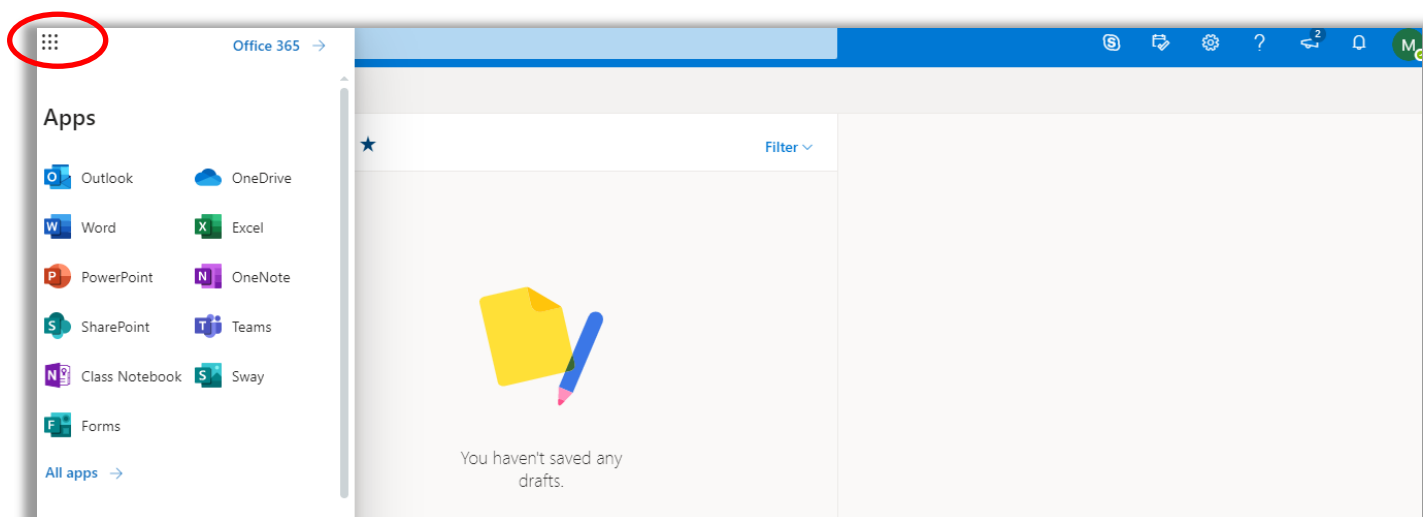 Office 365
2
M
Apps
Filter
Outlook
OneDrive
Word
Excel
PowerPoint
OneNote
SharePoint
Teams
Class Notebook
Sway
Forms
All apps
You haven't saved any
drafts.